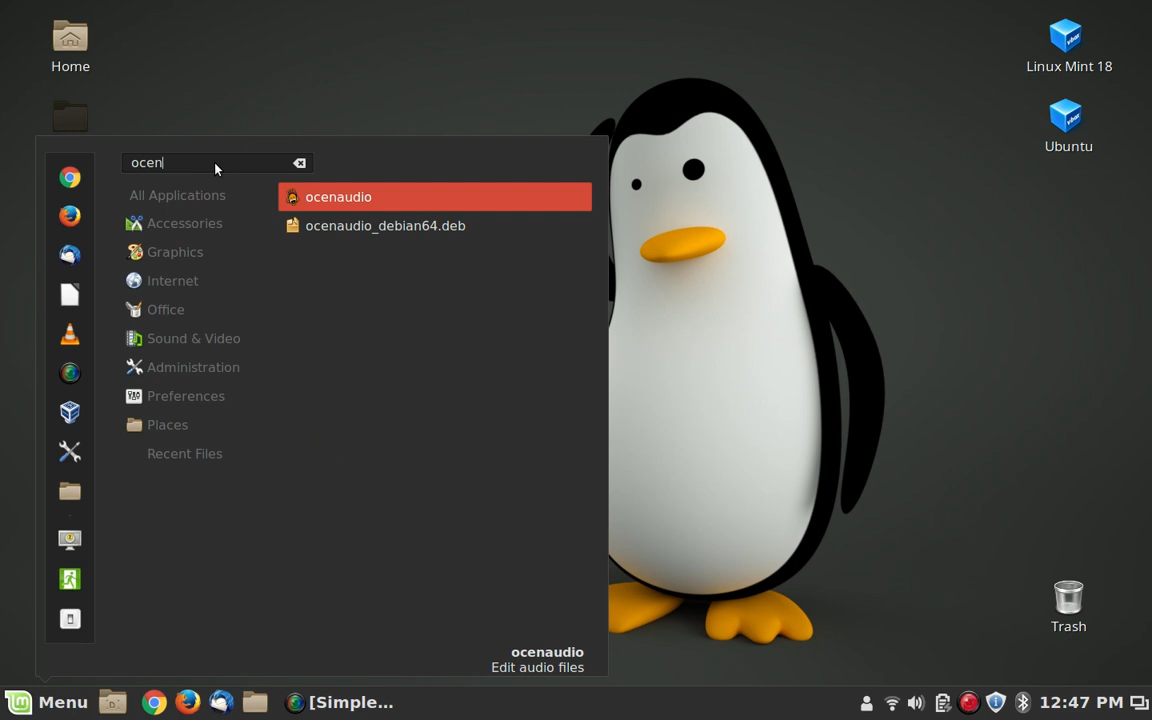 Home
Linux Mint 18
Ubuntu
ocen
All Applications
Accessories
Graphics
Internet
Office
Sound & Video
Administration
Preferences
Places
Recent Files
ocenaudio
ocenaudio_debian64.deb
ocenaudio
Edit audio files
Trash
Menu
[Simple...
12:47 PM